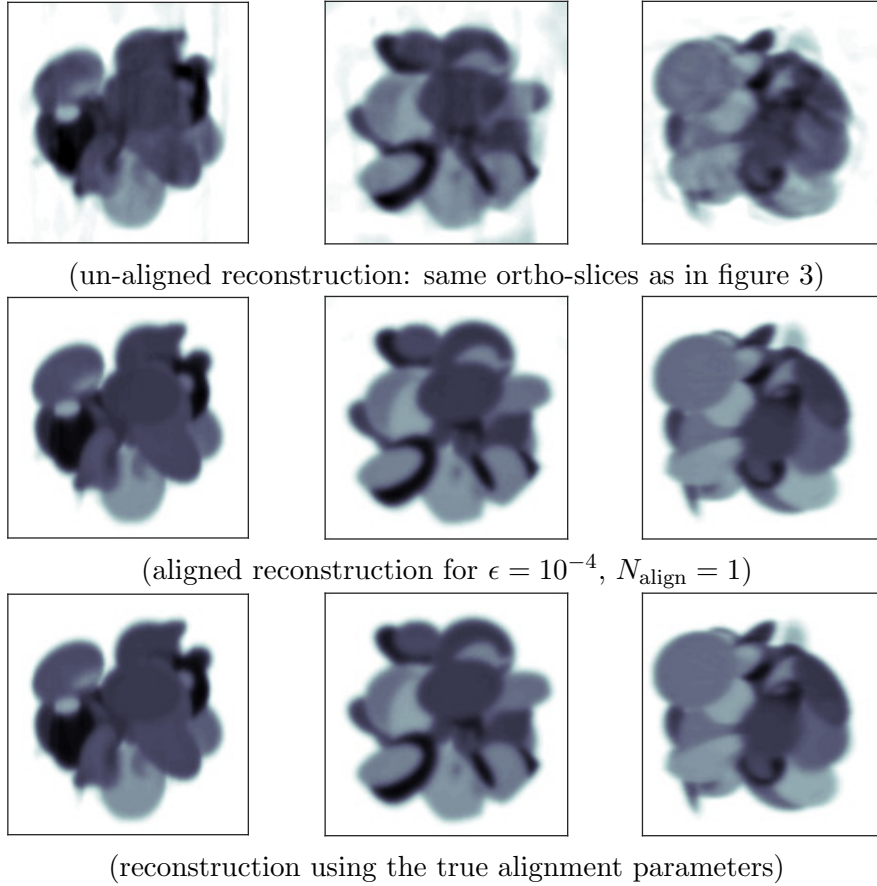 (un-aligned reconstruction: same ortho-slices as in figure 3)
(aligned reconstruction for ϵ = 10⁻⁴, N_align = 1)
(reconstruction using the true alignment parameters)